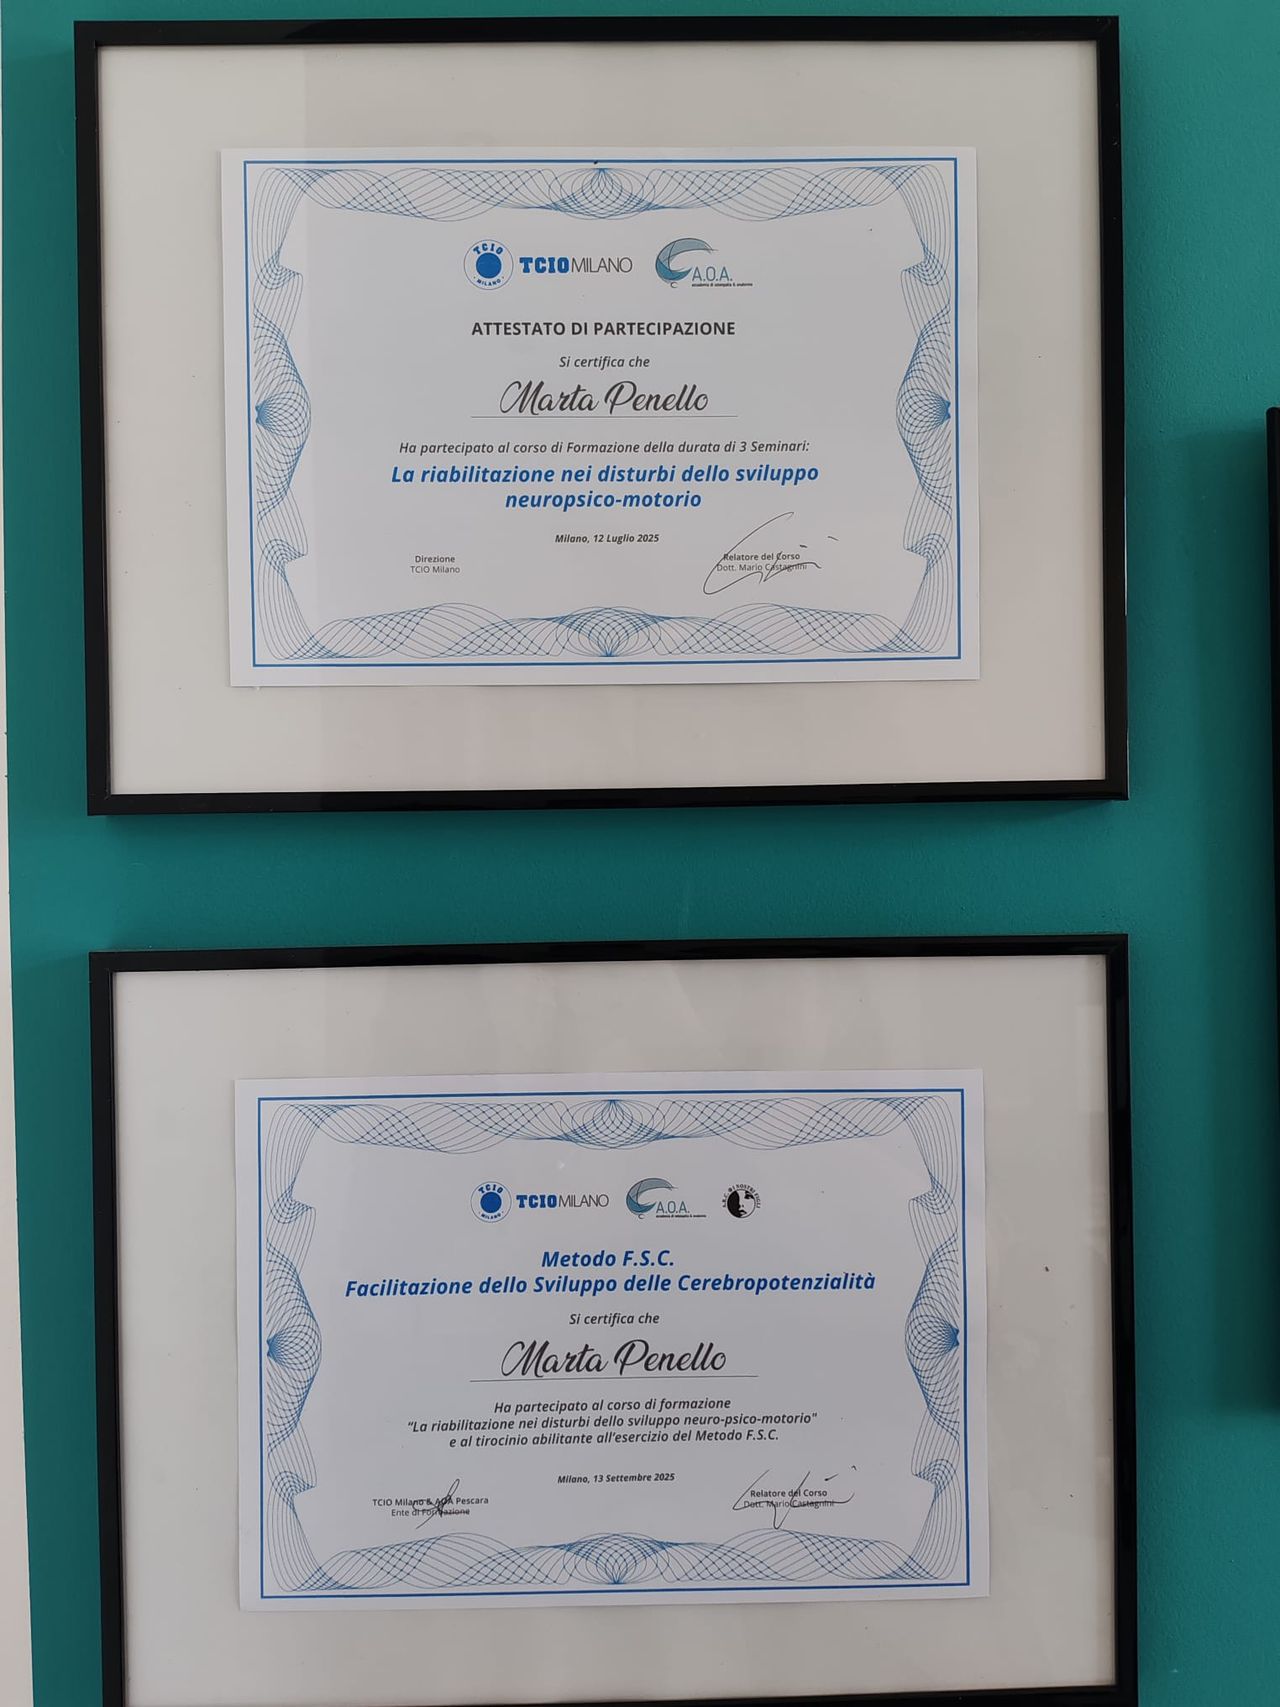 TCIO
MILANO
TCIO MILANO
A.O.A.
ATTESTATO DI PARTECIPAZIONE
Si certifica che
Marta Penello
Ha partecipato al corso di Formazione della durata di 3 Seminari:
La riabilitazione nei disturbi dello sviluppo
neuropsico-motorio
Milano, 12 Luglio 2025
Direzione
TCIO Milano
Relatore del Corso
Dott. Mario Castagnini
TCIO
MILANO
TCIO MILANO
A.O.A.
Metodo F.S.C.
Facilitazione dello Sviluppo delle Cerebropotenzialità
Si certifica che
Marta Penello
Ha partecipato al corso di formazione
"La riabilitazione nei disturbi dello sviluppo neuro-psico-motorio"
e al tirocinio abilitante all'esercizio del Metodo F.S.C.
Milano, 13 Settembre 2025
TCIO Milano & AOA Pescara
Ente di Formazione
Relatore del Corso
Dott. Mario Castagnini